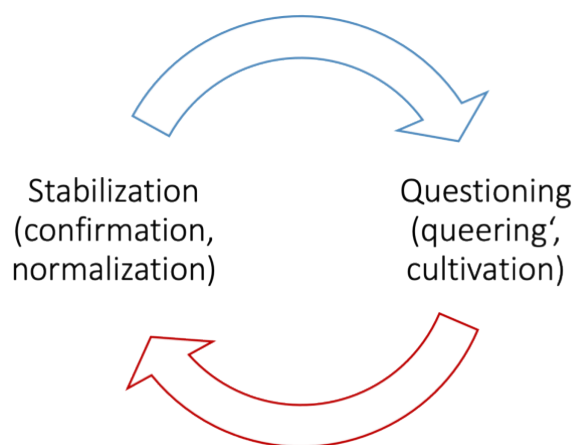 Stabilization
(confirmation,
normalization)
Questioning
(queering‘,
cultivation)